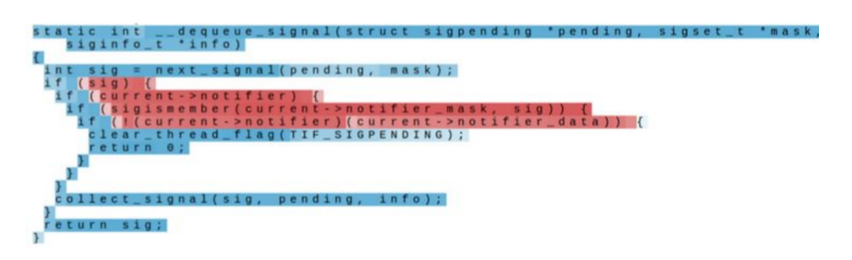 static int __dequeue_signal(struct sigpending *pending, sigset_t *mask,
siginfo_t *info)
{
int sig = next_signal(pending, mask);
if (sig) {
if (current->notifier) {
if (sigismember(current->notifier_mask, sig)) {
if (!(current->notifier)(current->notifier_data)) {
clear_thread_flag(TIF_SIGPENDING);
return 0;
}
}
}
collect_signal(sig, pending, info);
}
return sig;
}